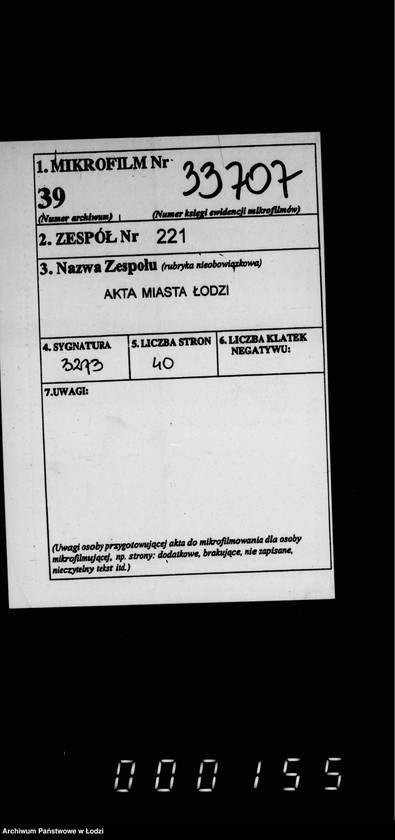 1. MIKROFILM Nr
33707
39
(Numer archiwum) (Numer księgi ewidencji mikrofilmów)
2. ZESPÓŁ Nr 221
3. Nazwa Zespołu (rubryka nieobowiązkowa)
AKTA MIASTA ŁODZI
4. SYGNATURA 5. LICZBA STRON 6. LICZBA KLATEK
NEGATYWU:
3273 40
7. UWAGI:
(Uwagi osoby przygotowującej akta do mikrofilmowania dla osoby
mikrofilmującej, np. strony: dodatkowe, brakujące, nie zapisane,
nieczytelny tekst itd.)
000155
Archiwum Państwowe w Łodzi